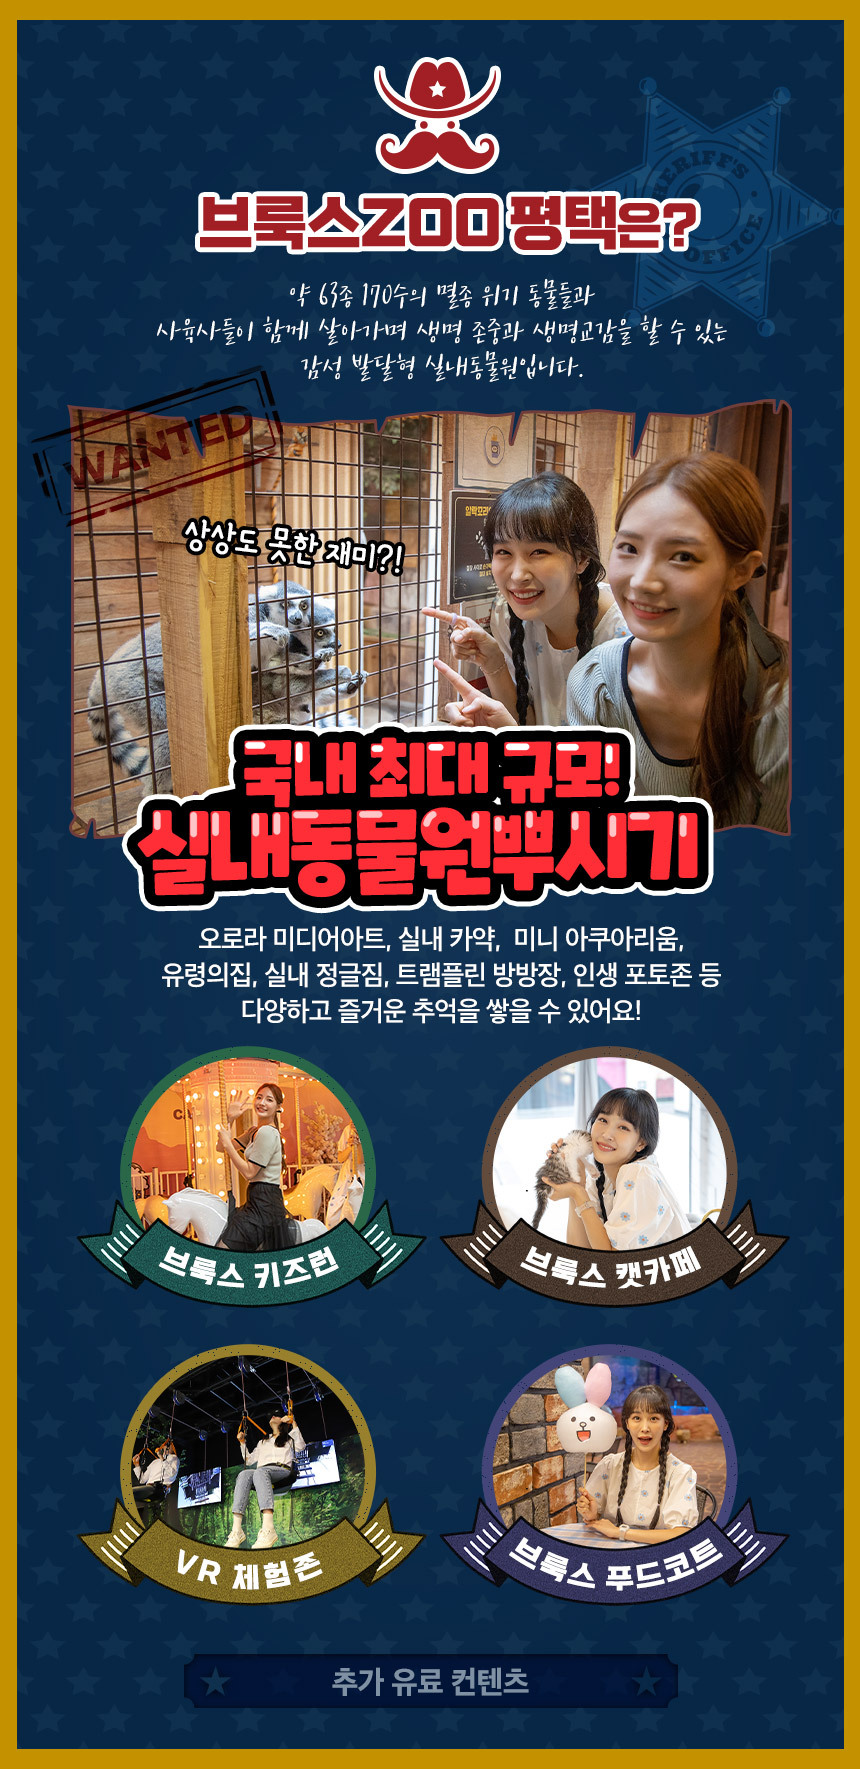 SHERIFF'S
OFFICE
브룩스ZOO 평택은?
약 63종 170수의 멸종 위기 동물들과
사육사들이 함께 살아가며 생명 존중과 생명교감을 할 수 있는
감성 발달형 실내동물원입니다.
WANTED
상상도 못한 재미?!
국내 최대 규모!
실내동물원뿌시기
오로라 미디어아트, 실내 카약, 미니 아쿠아리움,
유령의집, 실내 정글짐, 트램플린 방방장, 인생 포토존 등
다양하고 즐거운 추억을 쌓을 수 있어요!
브룩스 키즈런
브룩스 캣카페
VR 체험존
브룩스 푸드코트
추가 유료 컨텐츠